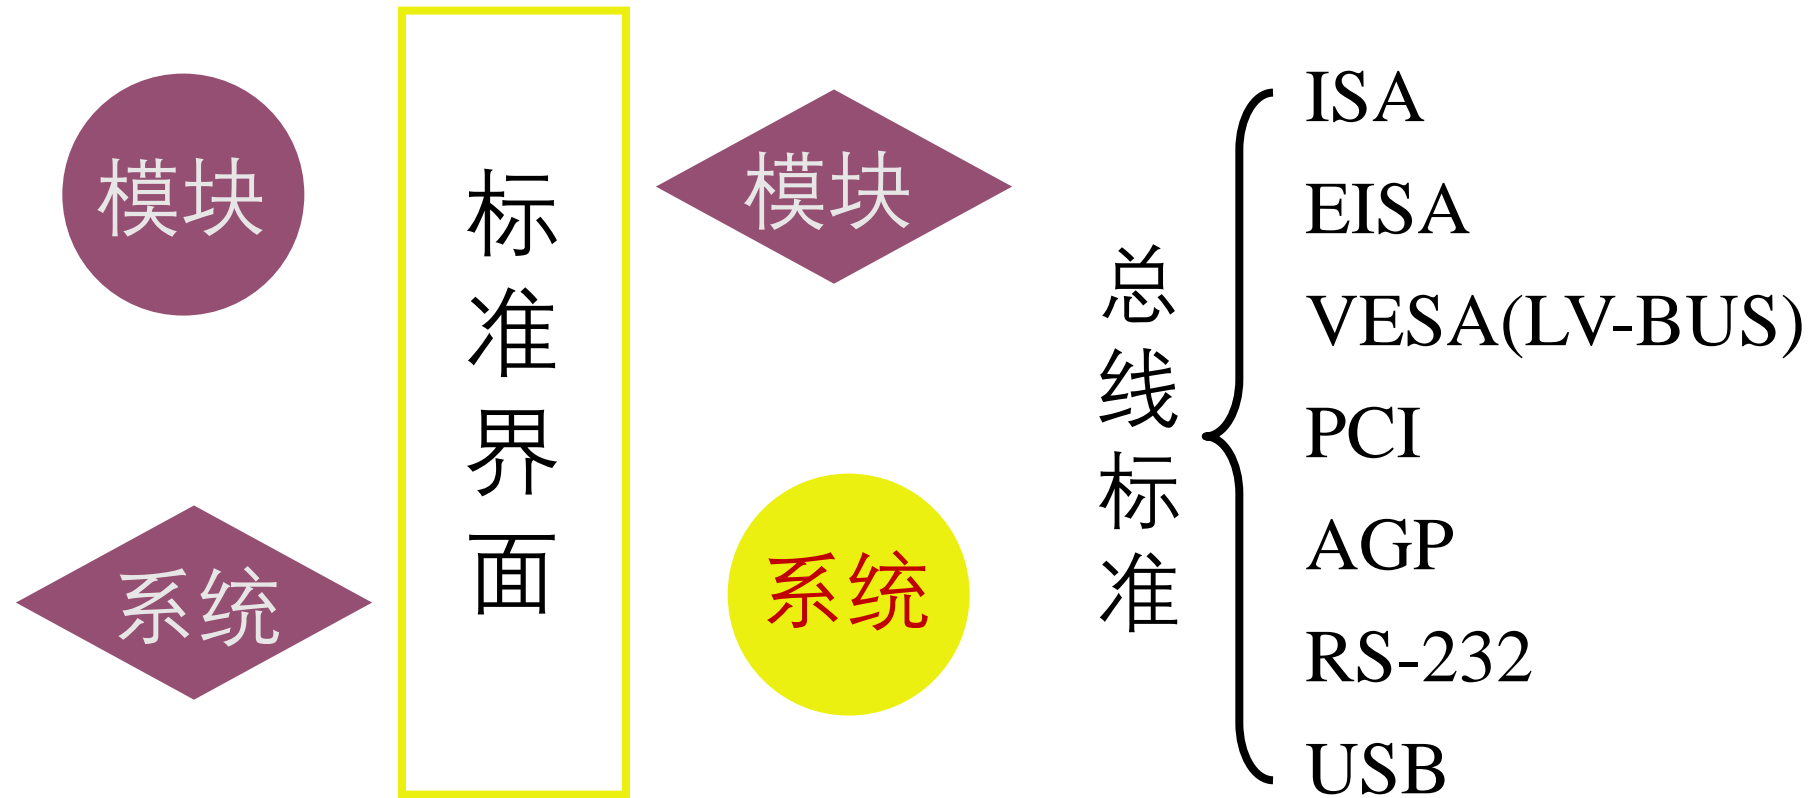 模块
系统
标准界面
模块
系统
总线标准
ISA
EISA
VESA(LV-BUS)
PCI
AGP
RS-232
USB